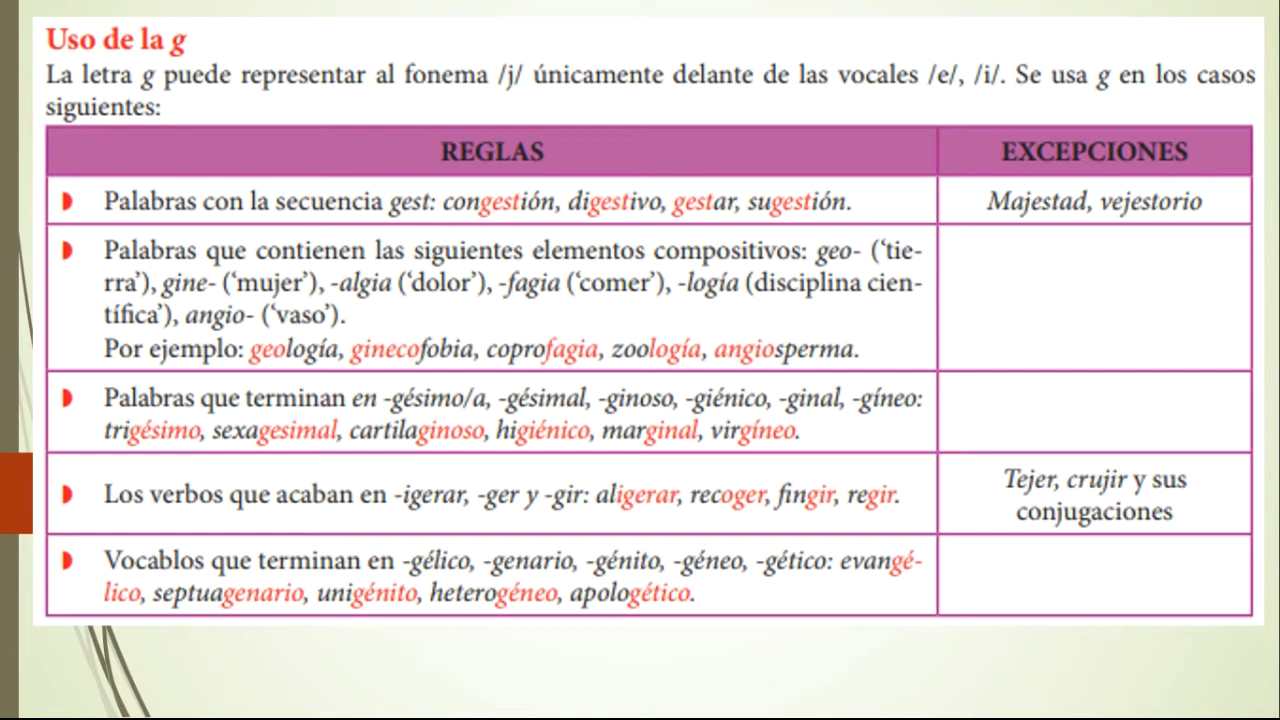 Uso de la g
La letra g puede representar al fonema /j/ únicamente delante de las vocales /e/, /i/. Se usa g en los casos
siguientes:
REGLAS
EXCEPCIONES
Palabras con la secuencia gest: congestión, digestivo, gestar, sugestión.
Majestad, vejestorio
Palabras que contienen las siguientes elementos compositivos: geo- (‘tie-
rra’), gine- (‘mujer’), -algia (‘dolor’), -fagia (‘comer’), -logía (disciplina cien-
tífica’), angio- (‘vaso’).
Por ejemplo: geología, ginecofobia, coprofagia, zoología, angiosperma.
Palabras que terminan en -gésimo/a, -gésimal, -ginoso, -giénico, -ginal, -gíneo:
trigésimo, sexagesimal, cartilaginoso, higiénico, marginal, virgíneo.
Los verbos que acaban en -igerar, -ger y -gir: aligerar, recoger, fingir, regir.
Tejer, crujir y sus
conjugaciones
Vocablos que terminan en -gélico, -genario, -génito, -géneo, -gético: evangé-
lico, septuagenario, unigénito, heterogéneo, apologético.